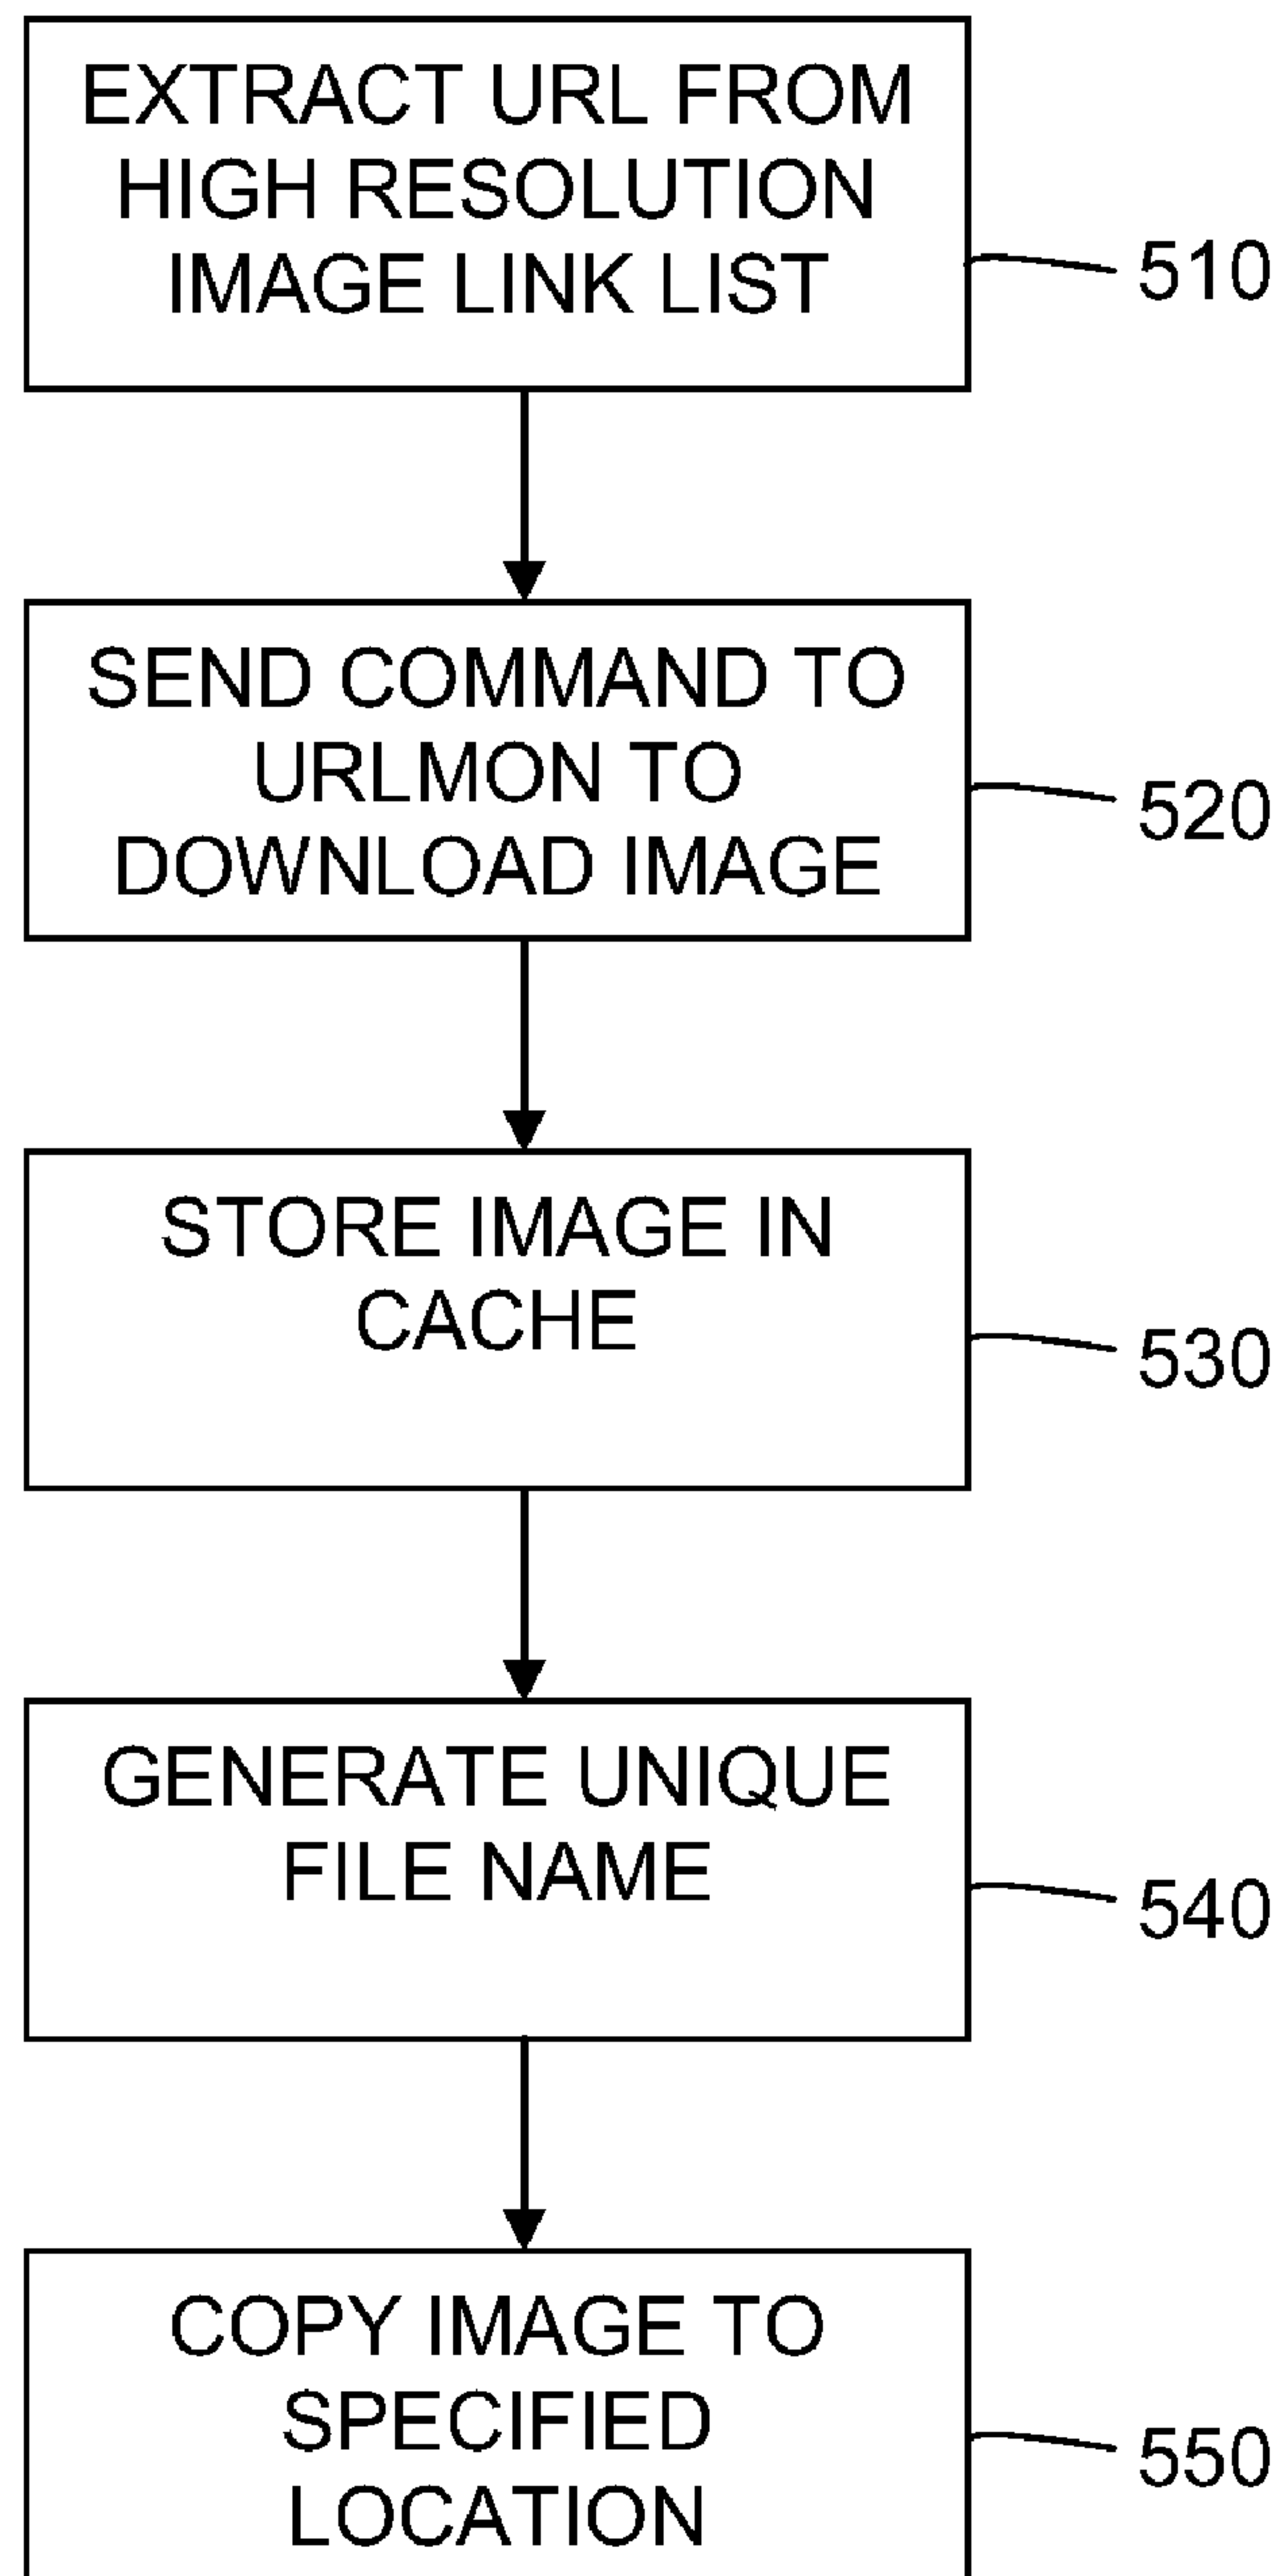 EXTRACT URL FROM
HIGH RESOLUTION
IMAGE LINK LIST
510
SEND COMMAND TO
URLMON TO
DOWNLOAD IMAGE
520
STORE IMAGE IN
CACHE
530
GENERATE UNIQUE
FILE NAME
540
COPY IMAGE TO
SPECIFIED
LOCATION
550